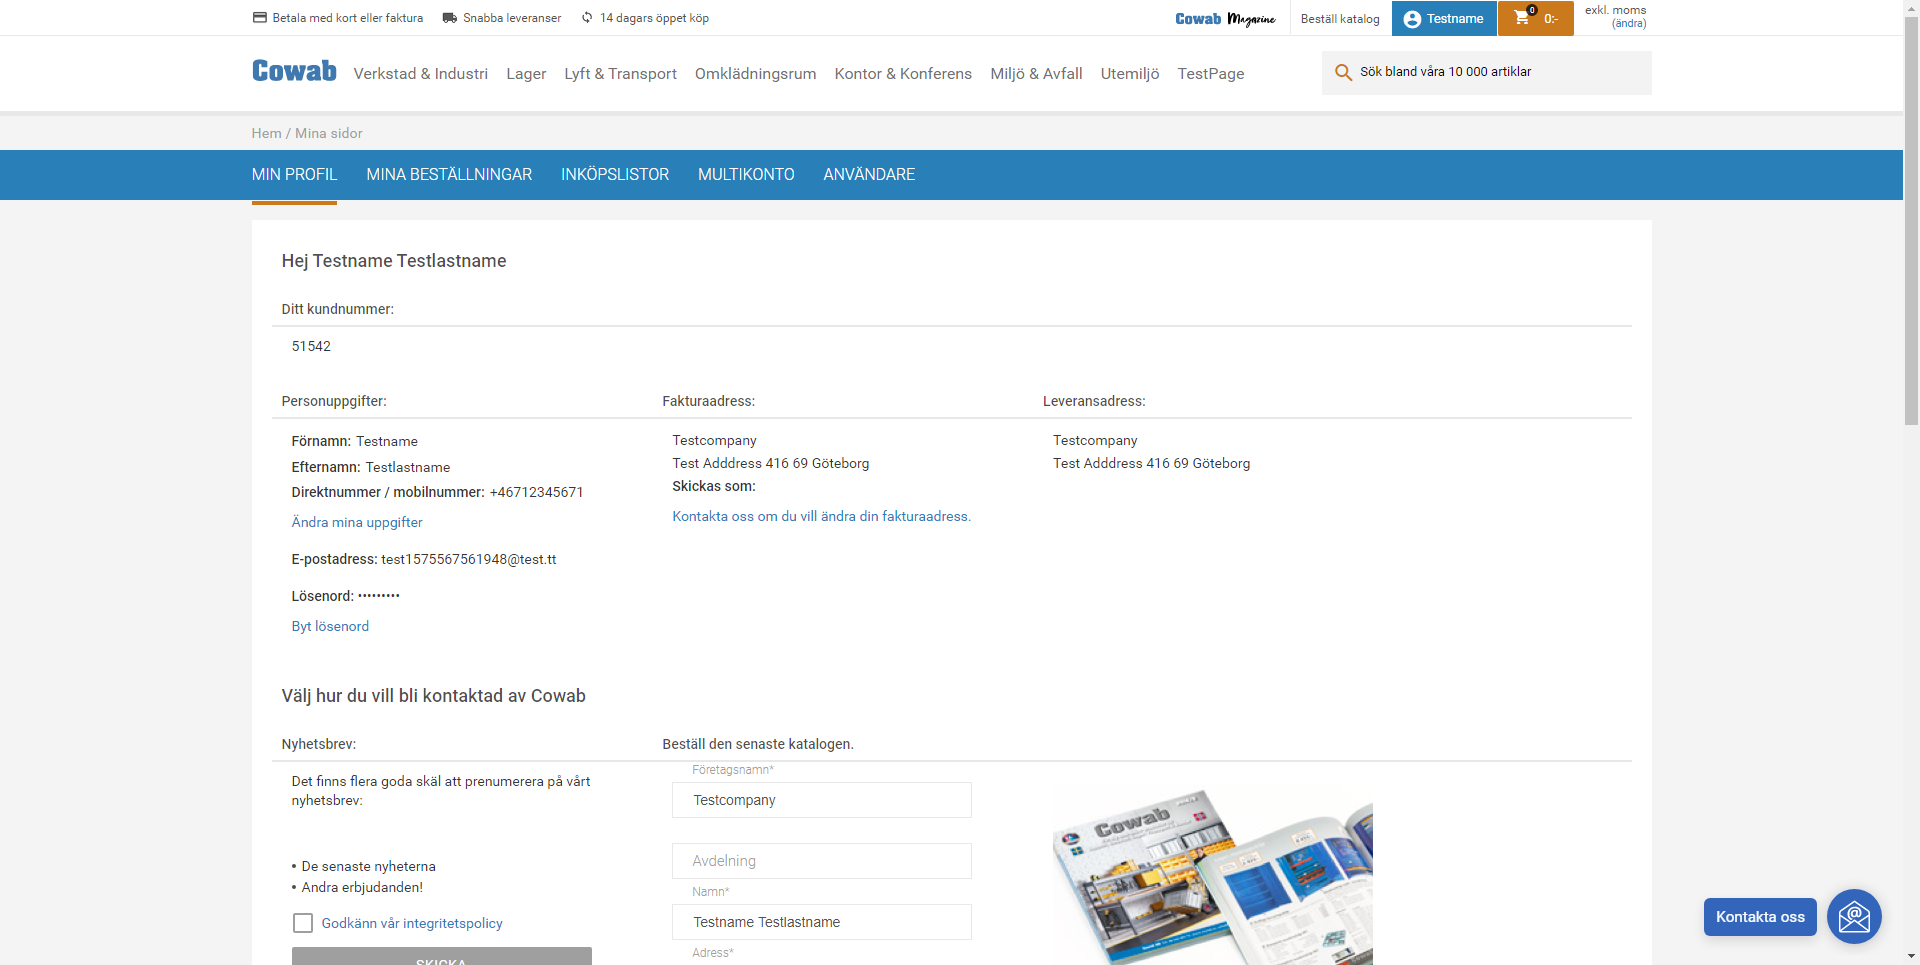 Betala med kort eller faktura
Snabba leveranser
14 dagars öppet köp
Cowab Magazine
Beställ katalog
Testname
0
0:-
exkl. moms
(ändra)
Cowab
Verkstad & Industri
Lager
Lyft & Transport
Omklädningsrum
Kontor & Konferens
Miljö & Avfall
Utemiljö
TestPage
Sök bland våra 10 000 artiklar
Hem / Mina sidor
MIN PROFIL
MINA BESTÄLLNINGAR
INKÖPSLISTOR
MULTIKONTO
ANVÄNDARE
Hej Testname Testlastname
Ditt kundnummer:
51542
Personuppgifter:
Förnamn: Testname
Efternamn: Testlastname
Direktnummer / mobilnummer: +46712345671
Ändra mina uppgifter
E-postadress: test1575567561948@test.tt
Lösenord: •••••••••
Byt lösenord
Fakturaadress:
Testcompany
Test Adddress 416 69 Göteborg
Skickas som:
Kontakta oss om du vill ändra din fakturaadress.
Leveransadress:
Testcompany
Test Adddress 416 69 Göteborg
Välj hur du vill bli kontaktad av Cowab
Nyhetsbrev:
Det finns flera goda skäl att prenumerera på vårt
nyhetsbrev:
• De senaste nyheterna
• Andra erbjudanden!
Godkänn vår integritetspolicy
SKICKA
Beställ den senaste katalogen.
Företagsnamn*
Testcompany
Avdelning
Namn*
Testname Testlastname
Adress*
Cowab
Kontakta oss